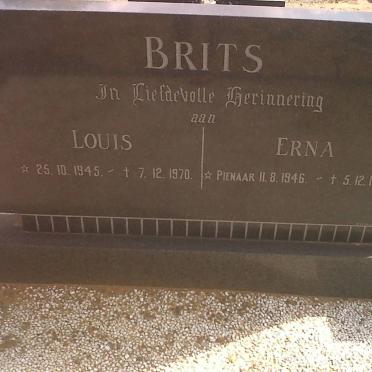 BRITS
In Liefdevolle Herinnering
aan
LOUIS
☆ 25.10.1945. - † 7.12.1970.
ERNA
☆ PIENAAR 11.8.1946. - † 5.12.1